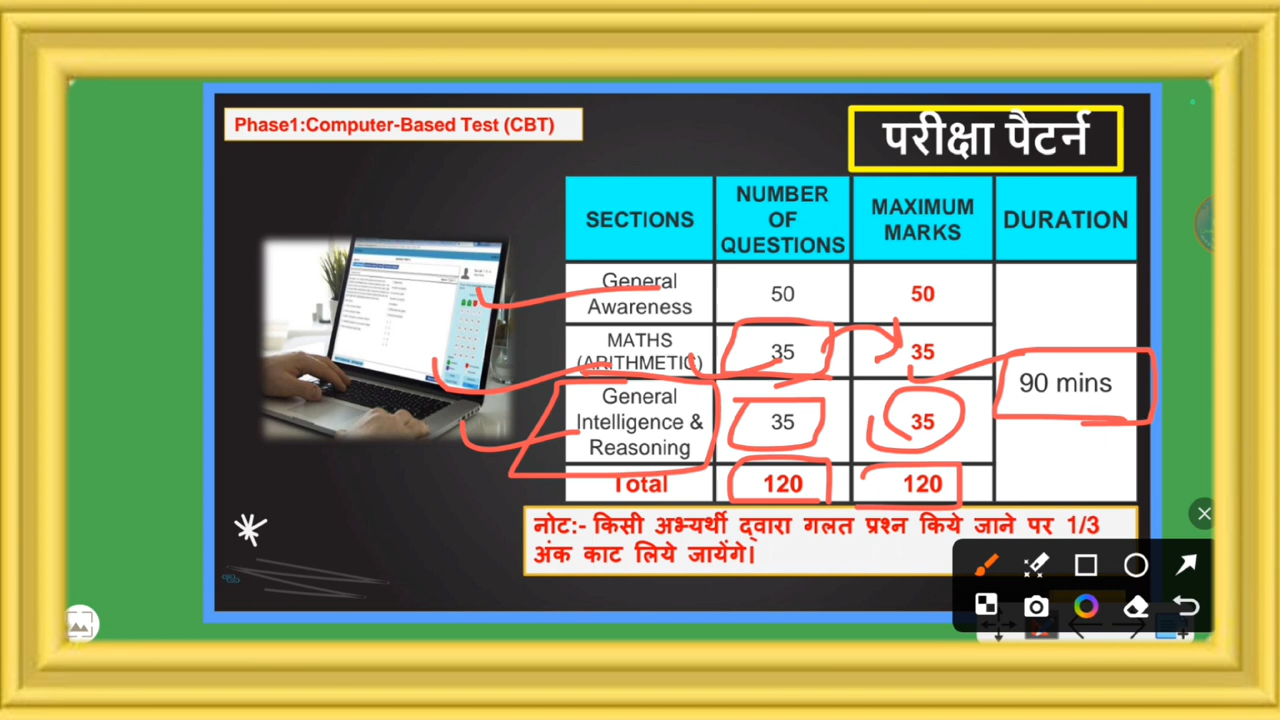 Phase1:Computer-Based Test (CBT)
परीक्षा पैटर्न
SECTIONS
NUMBER
OF
QUESTIONS
MAXIMUM
MARKS
DURATION
General
Awareness
50
50
MATHS
(ARITHMETIC)
35
35
90 mins
General
Intelligence &
Reasoning
35
35
Total
120
120
नोट:- किसी अभ्यर्थी द्वारा गलत प्रश्न किये जाने पर 1/3
अंक काट लिये जायेंगे।